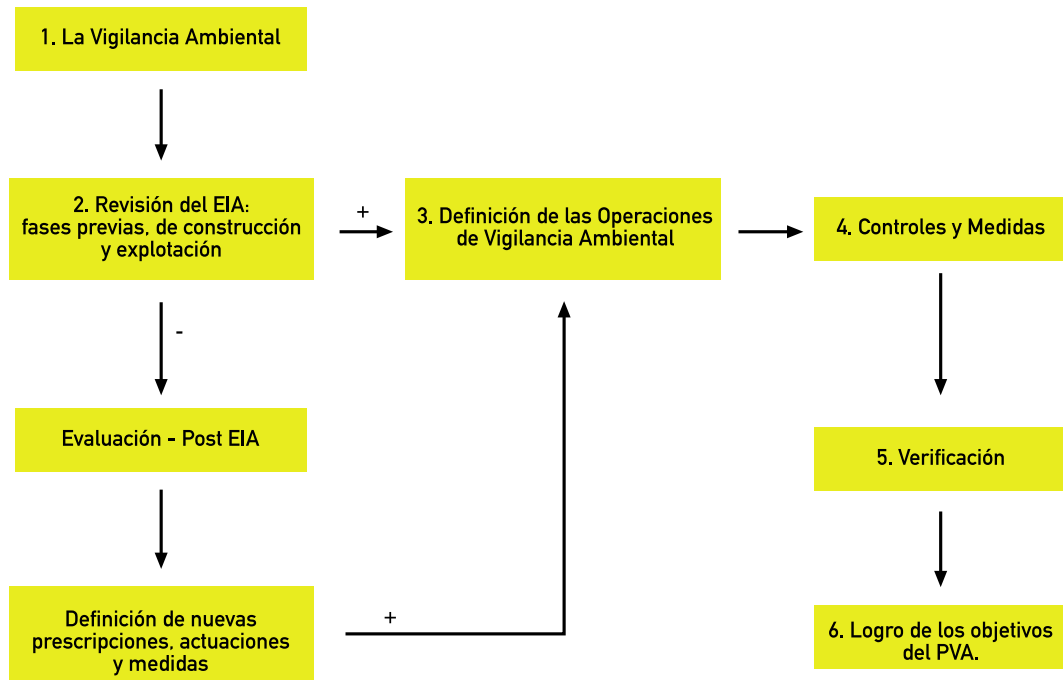 1. La Vigilancia Ambiental
2. Revisión del EIA:
fases previas, de construcción
y explotación
+
3. Definición de las Operaciones
de Vigilancia Ambiental
4. Controles y Medidas
-
Evaluación - Post EIA
5. Verificación
Definición de nuevas
prescripciones, actuaciones
y medidas
+
6. Logro de los objetivos
del PVA.